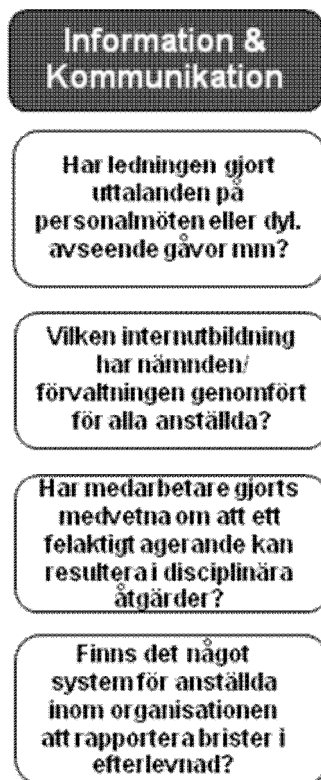 Information &
Kommunikation
Har ledningen gjort
uttalanden på
personalmöten eller dyl.
avseende gåvor mm?
Vilken internutbildning
har nämnden/
förvaltningen genomfört
för alla anställda?
Har medarbetare gjorts
medvetna om att ett
felaktigt agerande kan
resultera i disciplinära
åtgärder?
Finns det något
system för anställda
inom organisationen
att rapportera brister i
efterlevnad?